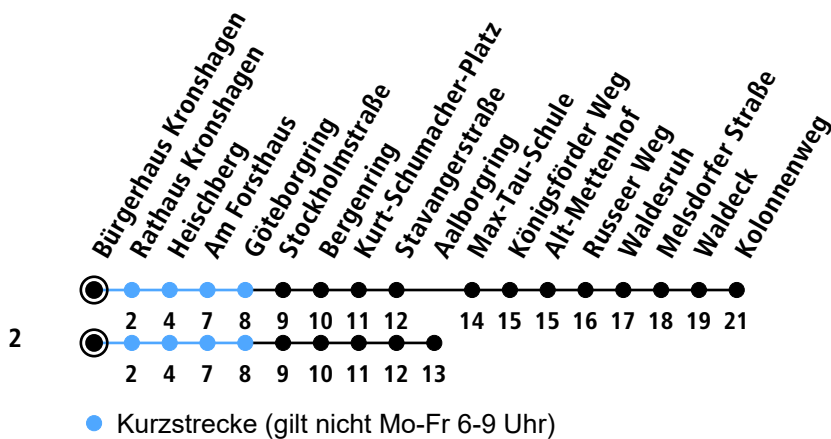 Bürgerhaus Kronshagen
Rathaus Kronshagen
Heischberg
Am Forsthaus
Göteborgring
Stockholmstraße
Bergenring
Kurt-Schumacher-Platz
Stavangerstraße
Aalborgring
Max-Tau-Schule
Königsförder Weg
Alt-Mettenhof
Russeer Weg
Waldesruh
Melsdorfer Straße
Waldeck
Kolonnenweg
2 4 7 8 9 10 11 12 14 15 15 16 17 18 19 21
2
2 4 7 8 9 10 11 12 13
Kurzstrecke (gilt nicht Mo-Fr 6-9 Uhr)